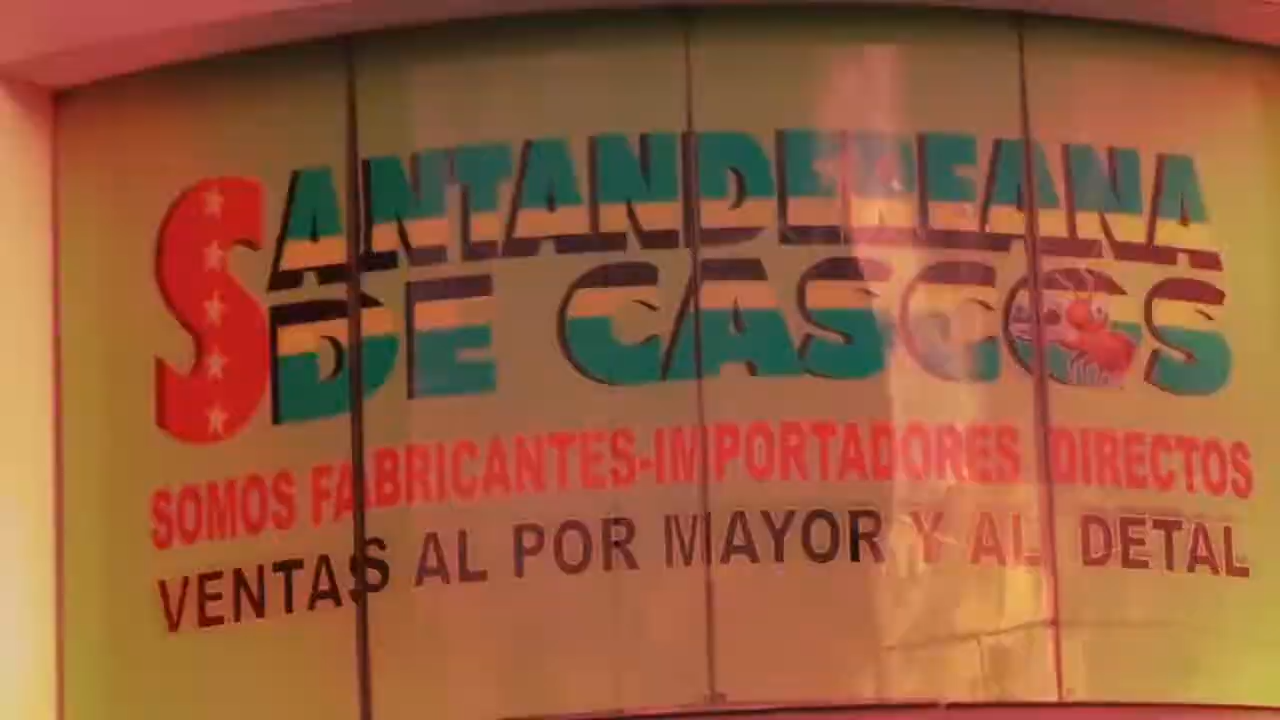 SANTANDEREANA
DE CASCOS
SOMOS FABRICANTES-IMPORTADORES DIRECTOS
VENTAS AL POR MAYOR Y AL DETAL